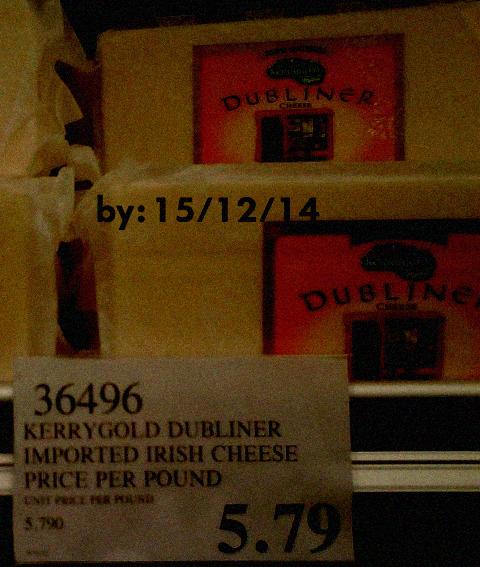 DUBLINER
CHEESE
by: 15/12/14
DUBLINE
CHEESE
36496
KERRYGOLD DUBLINER
IMPORTED IRISH CHEESE
PRICE PER POUND
UNIT PRICE PER POUND
5.790
5.79